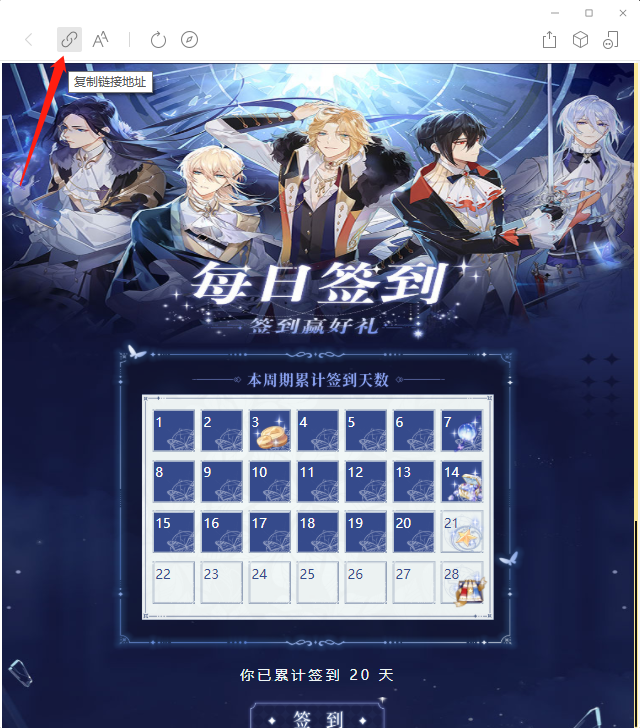 复制链接地址
每日签到
签到赢好礼
本周期累计签到天数
1 2 3 4 5 6 7
8 9 10 11 12 13 14
15 16 17 18 19 20 21
22 23 24 25 26 27 28
你已累计签到 20 天
签到